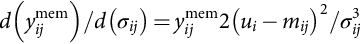 d(y_{ij}^{mem})/d(σ_{ij}) = y_{ij}^{mem}2(u_i − m_{ij})^2/σ_{ij}^3